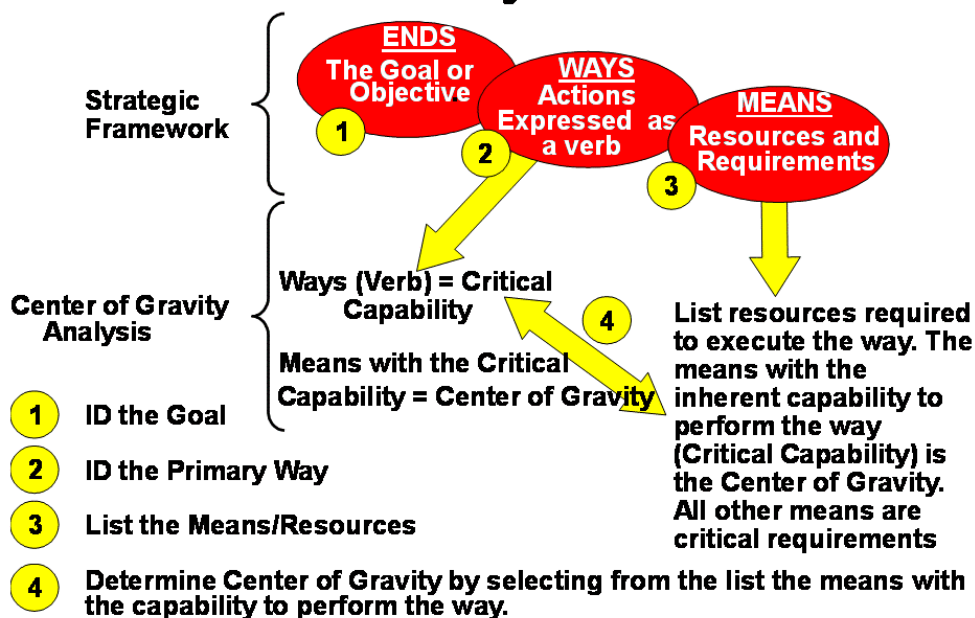 ENDS
The Goal or
Objective.
1
WAYS
Actions
Expressed as
a verb
2
MEANS
Resources and
Requirements
3
Strategic
Framework
Center of Gravity
Analysis
Ways (Verb) = Critical
Capability
4
Means with the Critical
Capability = Center of Gravity
List resources required
to execute the way. The
means with the
inherent capability to
perform the way
(Critical Capability) is
the Center of Gravity.
All other means are
critical requirements
1 ID the Goal
2 ID the Primary Way
3 List the Means/Resources
4 Determine Center of Gravity by selecting from the list the means with
the capability to perform the way.